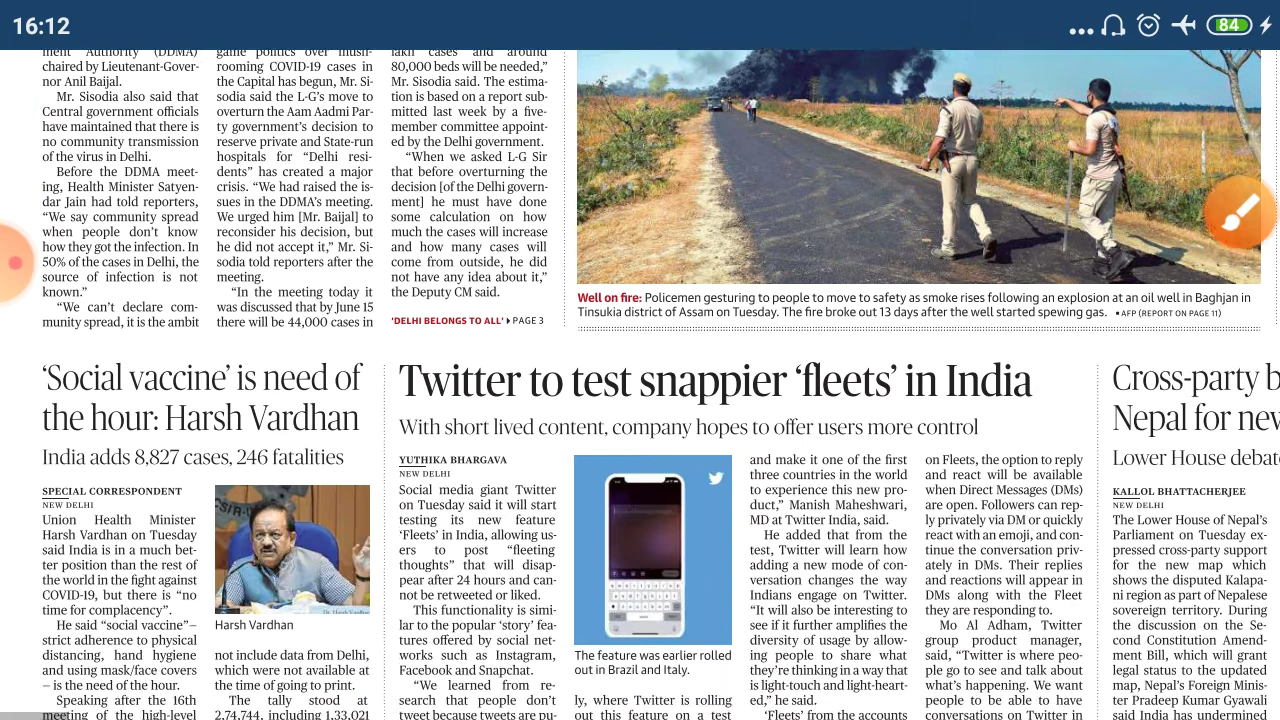 16:12
84
ment Authority (DDMA)
chaired by Lieutenant-Gover-
nor Anil Baijal.
Mr. Sisodia also said that
Central government officials
have maintained that there is
no community transmission
of the virus in Delhi.
Before the DDMA meet-
ing, Health Minister Satyen-
dar Jain had told reporters,
“We say community spread
when people don’t know
how they got the infection. In
50% of the cases in Delhi, the
source of infection is not
known.”
“We can’t declare com-
munity spread, it is the ambit
game politics over mush-
rooming COVID-19 cases in
the Capital has begun, Mr. Si-
sodia said the L-G’s move to
overturn the Aam Aadmi Par-
ty government’s decision to
reserve private and State-run
hospitals for “Delhi resi-
dents” has created a major
crisis. “We had raised the is-
sues in the DDMA’s meeting.
We urged him [Mr. Baijal] to
reconsider his decision, but
he did not accept it,” Mr. Si-
sodia told reporters after the
meeting.
“In the meeting today it
was discussed that by June 15
there will be 44,000 cases in
lakh cases and around
80,000 beds will be needed,”
Mr. Sisodia said. The estima-
tion is based on a report sub-
mitted last week by a five-
member committee appoint-
ed by the Delhi government.
“When we asked L-G Sir
that before overturning the
decision [of the Delhi govern-
ment] he must have done
some calculation on how
much the cases will increase
and how many cases will
come from outside, he did
not have any idea about it,”
the Deputy CM said.
‘DELHI BELONGS TO ALL’ PAGE 3
Well on fire: Policemen gesturing to people to move to safety as smoke rises following an explosion at an oil well in Baghjan in
Tinsukia district of Assam on Tuesday. The fire broke out 13 days after the well started spewing gas. ■ AFP (REPORT ON PAGE 11)
‘Social vaccine’ is need of
the hour: Harsh Vardhan
India adds 8,827 cases, 246 fatalities
SPECIAL CORRESPONDENT
NEW DELHI
Union Health Minister
Harsh Vardhan on Tuesday
said India is in a much bet-
ter position than the rest of
the world in the fight against
COVID-19, but there is “no
time for complacency”.
He said “social vaccine”–
strict adherence to physical
distancing, hand hygiene
and using mask/face covers
– is the need of the hour.
Speaking after the 16th
meeting of the high-level
Harsh Vardhan
not include data from Delhi,
which were not available at
the time of going to print.
The tally stood at
2,74,744, including 1,33,021
Twitter to test snappier ‘fleets’ in India
With short lived content, company hopes to offer users more control
YUTHIKA BHARGAVA
NEW DELHI
Social media giant Twitter
on Tuesday said it will start
testing its new feature
‘Fleets’ in India, allowing us-
ers to post “fleeting
thoughts” that will disap-
pear after 24 hours and can-
not be retweeted or liked.
This functionality is simi-
lar to the popular ‘story’ fea-
tures offered by social net-
works such as Instagram,
Facebook and Snapchat.
“We learned from re-
search that people don’t
tweet because tweets are pu-
The feature was earlier rolled
out in Brazil and Italy.
ly, where Twitter is rolling
out this feature on a test
and make it one of the first
three countries in the world
to experience this new pro-
duct,” Manish Maheshwari,
MD at Twitter India, said.
He added that from the
test, Twitter will learn how
adding a new mode of con-
versation changes the way
Indians engage on Twitter.
“It will also be interesting to
see if it further amplifies the
diversity of usage by allow-
ing people to share what
they’re thinking in a way that
is light-touch and light-heart-
ed,” he said.
‘Fleets’ from the accounts
on Fleets, the option to reply
and react will be available
when Direct Messages (DMs)
are open. Followers can rep-
ly privately via DM or quickly
react with an emoji, and con-
tinue the conversation priv-
ately in DMs. Their replies
and reactions will appear in
DMs along with the Fleet
they are responding to.
Mo Al Adham, Twitter
group product manager,
said, “Twitter is where peo-
ple go to see and talk about
what’s happening. We want
people to be able to have
conversations on Twitter in
Cross-party b
Nepal for nev
Lower House debat
KALLOL BHATTACHERJEE
NEW DELHI
The Lower House of Nepal’s
Parliament on Tuesday ex-
pressed cross-party support
for the new map which
shows the disputed Kalapa-
ni region as part of Nepalese
sovereign territory. During
the discussion on the Se-
cond Constitution Amend-
ment Bill, which will grant
legal status to the updated
map, Nepal’s Foreign Minis-
ter Pradeep Kumar Gyawali
said India had undermined